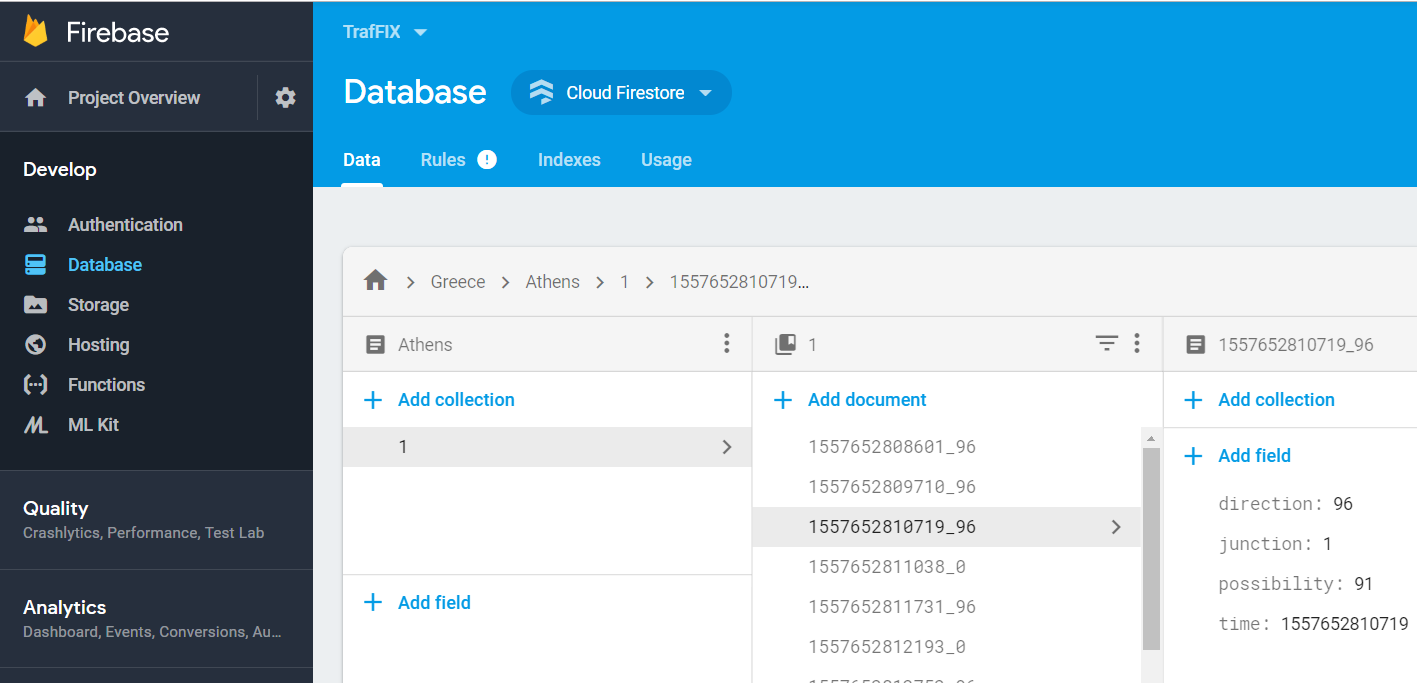 Firebase
Project Overview
Develop
Authentication
Database
Storage
Hosting
Functions
ML Kit
Quality
Crashlytics, Performance, Test Lab
Analytics
Dashboard, Events, Conversions, Au...
TrafFIX
Database
Cloud Firestore
Data Rules ! Indexes Usage
Greece > Athens > 1 > 1557652810719...
Athens
Add collection
1
Add field
1
Add document
1557652808601_96
1557652809710_96
1557652810719_96
1557652811038_0
1557652811731_96
1557652812193_0
1557652810719_96
Add collection
Add field
direction: 96
junction: 1
possibility: 91
time: 1557652810719